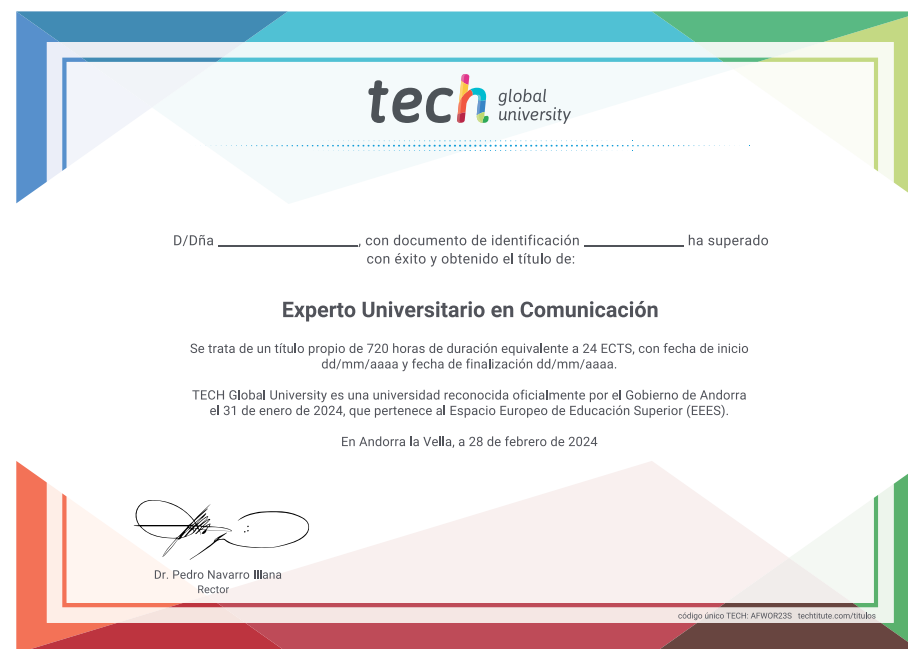 tech global university
D/Dña ____________________, con documento de identificación ______________ ha superado
con éxito y obtenido el título de:
Experto Universitario en Comunicación
Se trata de un título propio de 720 horas de duración equivalente a 24 ECTS, con fecha de inicio
dd/mm/aaaa y fecha de finalización dd/mm/aaaa.
TECH Global University es una universidad reconocida oficialmente por el Gobierno de Andorra
el 31 de enero de 2024, que pertenece al Espacio Europeo de Educación Superior (EEES).
En Andorra la Vella, a 28 de febrero de 2024
Dr. Pedro Navarro Illana
Rector
código único TECH: AFWOR23S techtitute.com/titulos